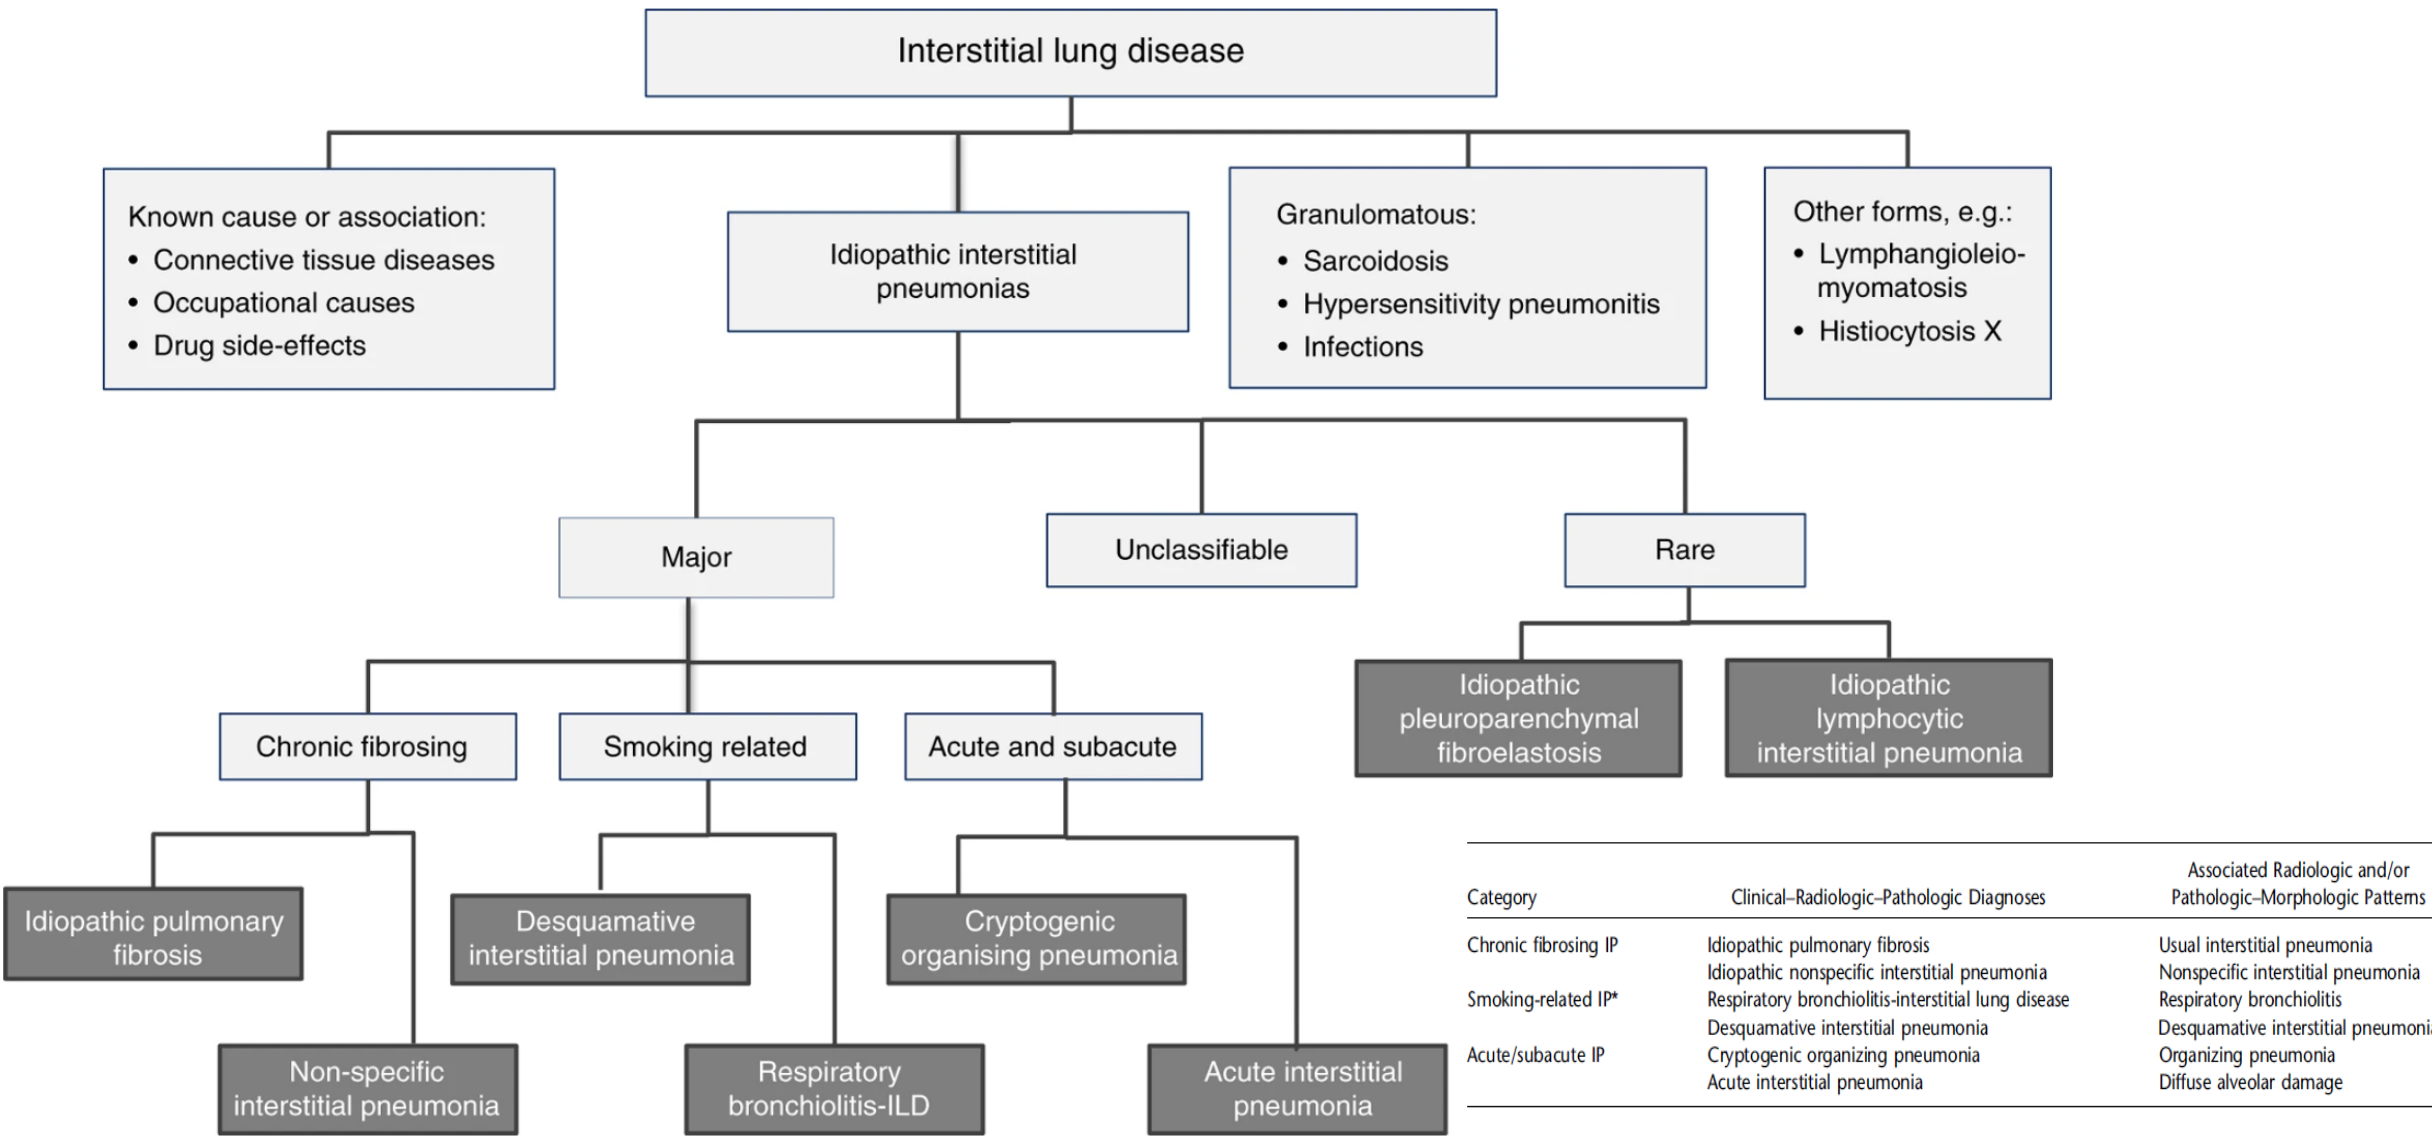 Interstitial lung disease
Known cause or association:
• Connective tissue diseases
• Occupational causes
• Drug side-effects
Idiopathic interstitial
pneumonias
Granulomatous:
• Sarcoidosis
• Hypersensitivity pneumonitis
• Infections
Other forms, e.g.:
• Lymphangioleio-
myomatosis
• Histiocytosis X
Major
Unclassifiable
Rare
Chronic fibrosing
Smoking related
Acute and subacute
Idiopathic
pleuroparenchymal
fibroelastosis
Idiopathic
lymphocytic
interstitial pneumonia
Idiopathic pulmonary
fibrosis
Desquamative
interstitial pneumonia
Cryptogenic
organising pneumonia
Non-specific
interstitial pneumonia
Respiratory
bronchiolitis-ILD
Acute interstitial
pneumonia
Associated Radiologic and/or
Category Clinical–Radiologic–Pathologic Diagnoses Pathologic–Morphologic Patterns
Chronic fibrosing IP Idiopathic pulmonary fibrosis Usual interstitial pneumonia
Idiopathic nonspecific interstitial pneumonia Nonspecific interstitial pneumonia
Smoking-related IP* Respiratory bronchiolitis-interstitial lung disease Respiratory bronchiolitis
Desquamative interstitial pneumonia Desquamative interstitial pneumoni
Acute/subacute IP Cryptogenic organizing pneumonia Organizing pneumonia
Acute interstitial pneumonia Diffuse alveolar damage